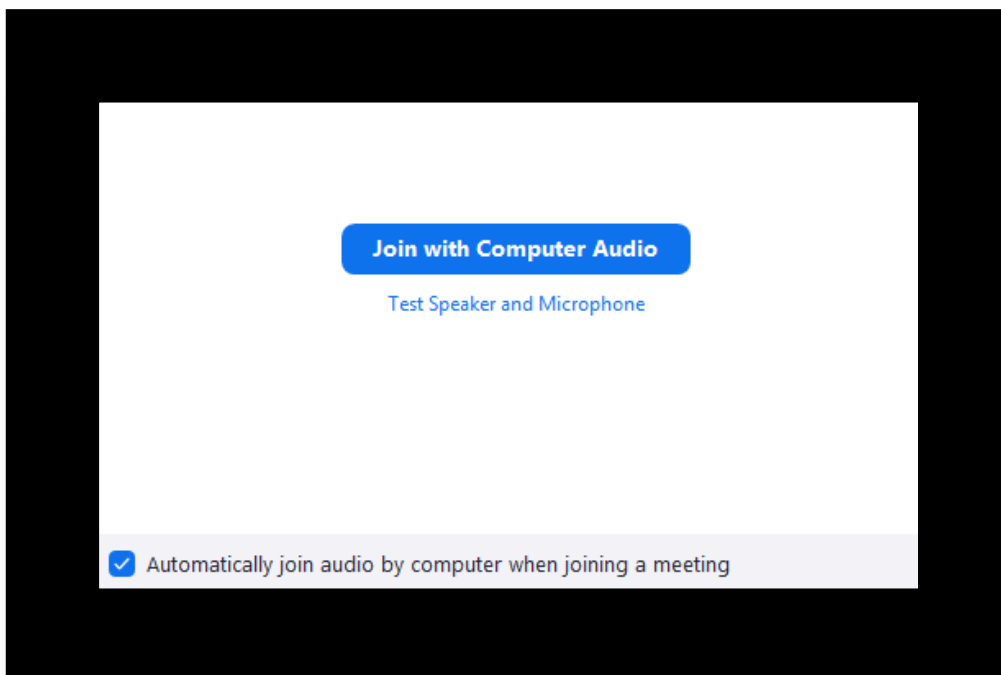 Join with Computer Audio
Test Speaker and Microphone
Automatically join audio by computer when joining a meeting